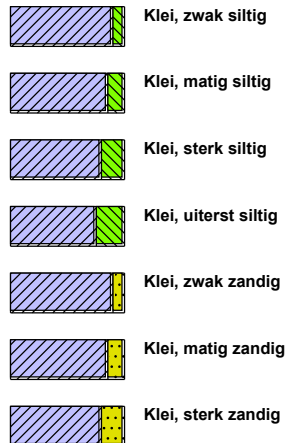 Klei, zwak siltig
Klei, matig siltig
Klei, sterk siltig
Klei, uiterst siltig
Klei, zwak zandig
Klei, matig zandig
Klei, sterk zandig